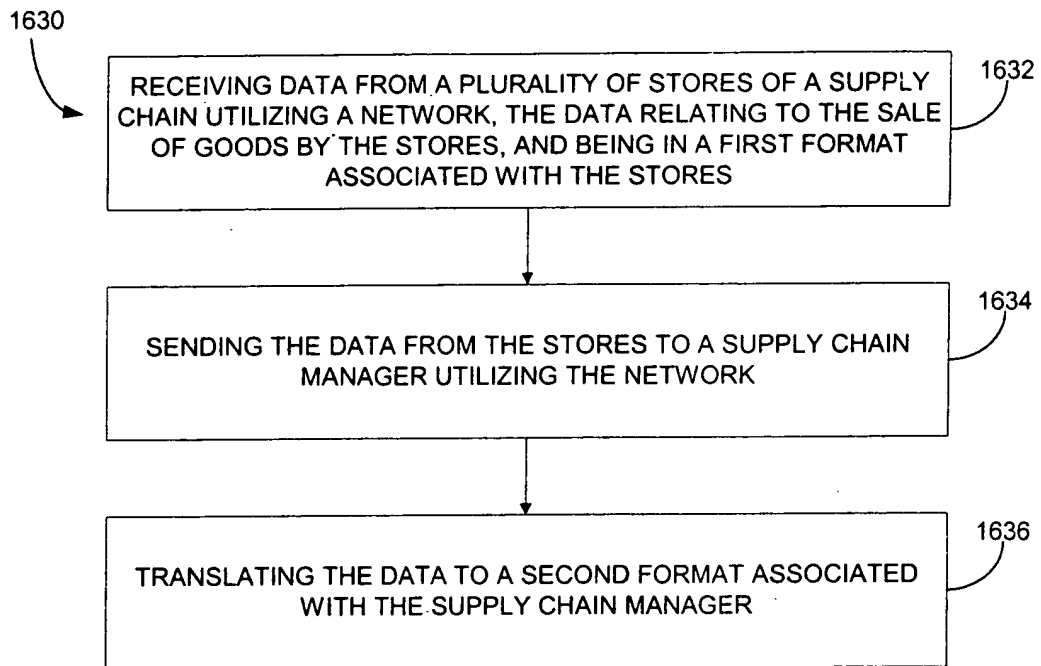 1630
RECEIVING DATA FROM A PLURALITY OF STORES OF A SUPPLY
CHAIN UTILIZING A NETWORK, THE DATA RELATING TO THE SALE
OF GOODS BY THE STORES, AND BEING IN A FIRST FORMAT
ASSOCIATED WITH THE STORES
1632
SENDING THE DATA FROM THE STORES TO A SUPPLY CHAIN
MANAGER UTILIZING THE NETWORK
1634
TRANSLATING THE DATA TO A SECOND FORMAT ASSOCIATED
WITH THE SUPPLY CHAIN MANAGER
1636